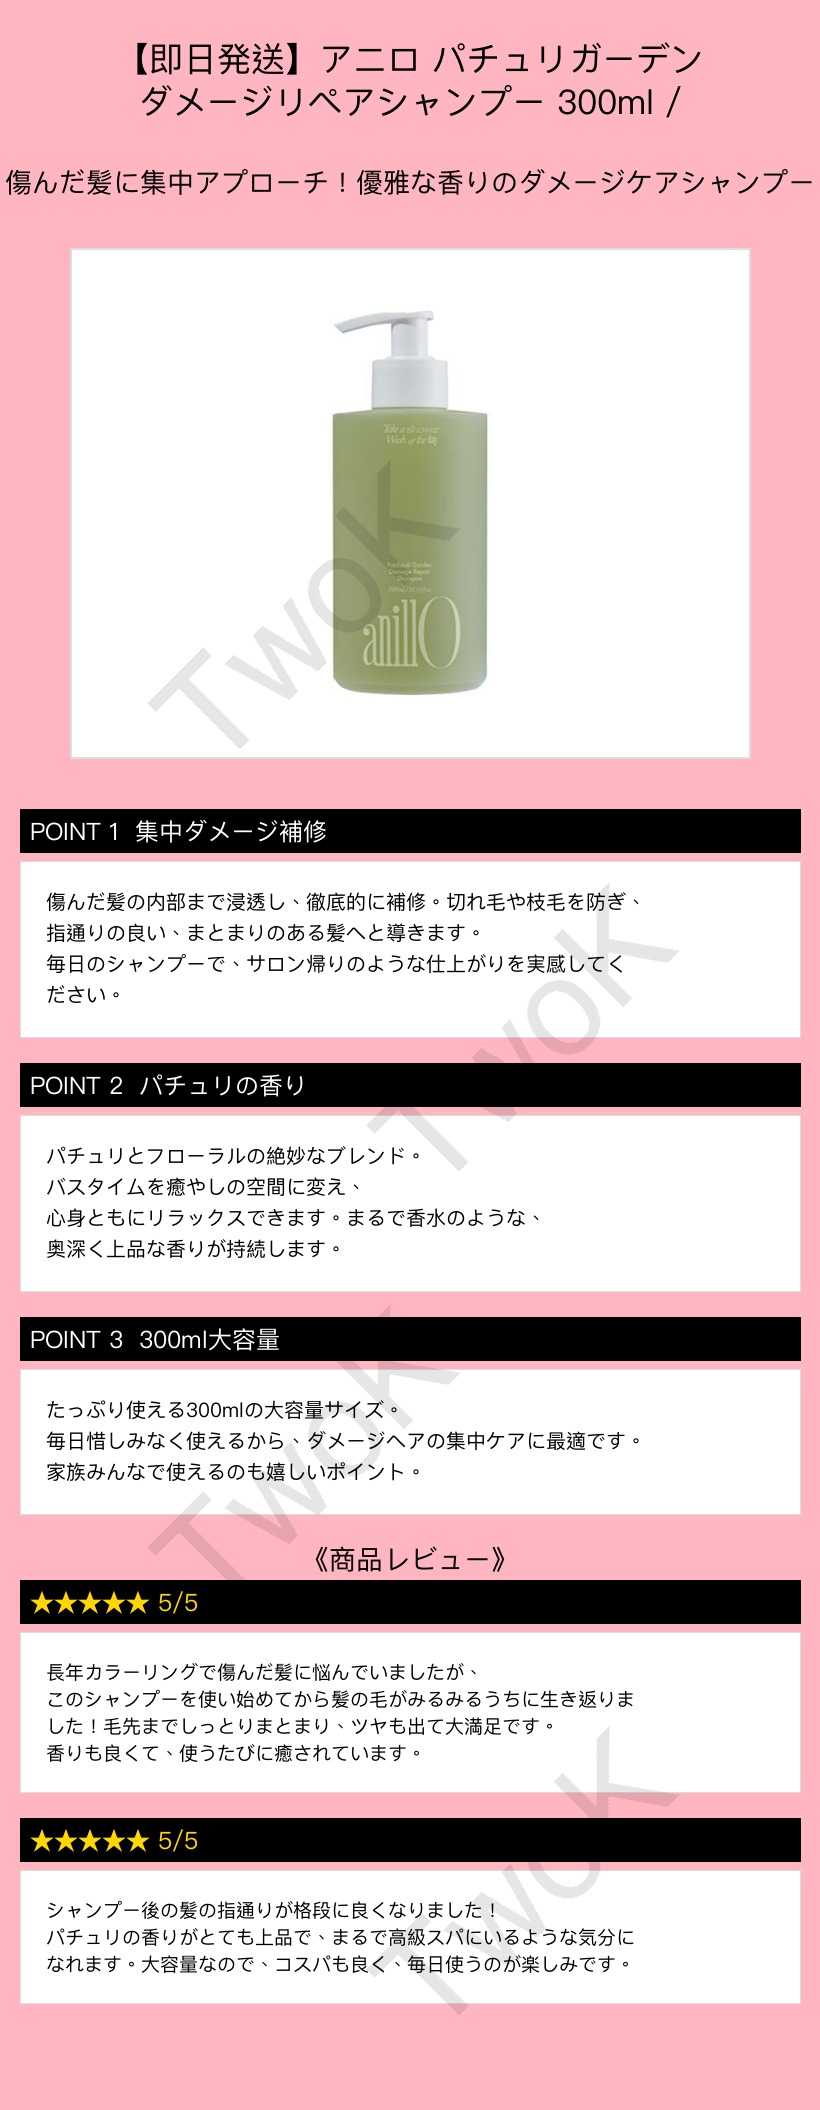 【即日発送】アニロ パチュリガーデン
ダメージリペアシャンプー 300ml /
傷んだ髪に集中アプローチ！優雅な香りのダメージケアシャンプー
Take a shower
Wash of the day
Patchouli Garden
Damage Repair
Shampoo
anillO
TwoK
POINT 1 集中ダメージ補修
傷んだ髪の内部まで浸透し、徹底的に補修。切れ毛や枝毛を防ぎ、
指通りの良い、まとまりのある髪へと導きます。
毎日のシャンプーで、サロン帰りのような仕上がりを実感してく
ださい。
TwoK
POINT 2 パチュリの香り
パチュリとフローラルの絶妙なブレンド。
バスタイムを癒やしの空間に変え、
心身ともにリラックスできます。まるで香水のような、
奥深く上品な香りが持続します。
POINT 3 300ml大容量
たっぷり使える300mlの大容量サイズ。
毎日惜しみなく使えるから、ダメージヘアの集中ケアに最適です。
家族みんなで使えるのも嬉しいポイント。
TwoK
《商品レビュー》
★★★★★ 5/5
長年カラーリングで傷んだ髪に悩んでいましたが、
このシャンプーを使い始めてから髪の毛がみるみるうちに生き返りま
した！毛先までしっとりまとまり、ツヤも出て大満足です。
香りも良くて、使うたびに癒されています。
★★★★★ 5/5
シャンプー後の髪の指通りが格段に良くなりました！
パチュリの香りがとても上品で、まるで高級スパにいるような気分に
なれます。大容量なので、コスパも良く、毎日使うのが楽しみです。
TwoK